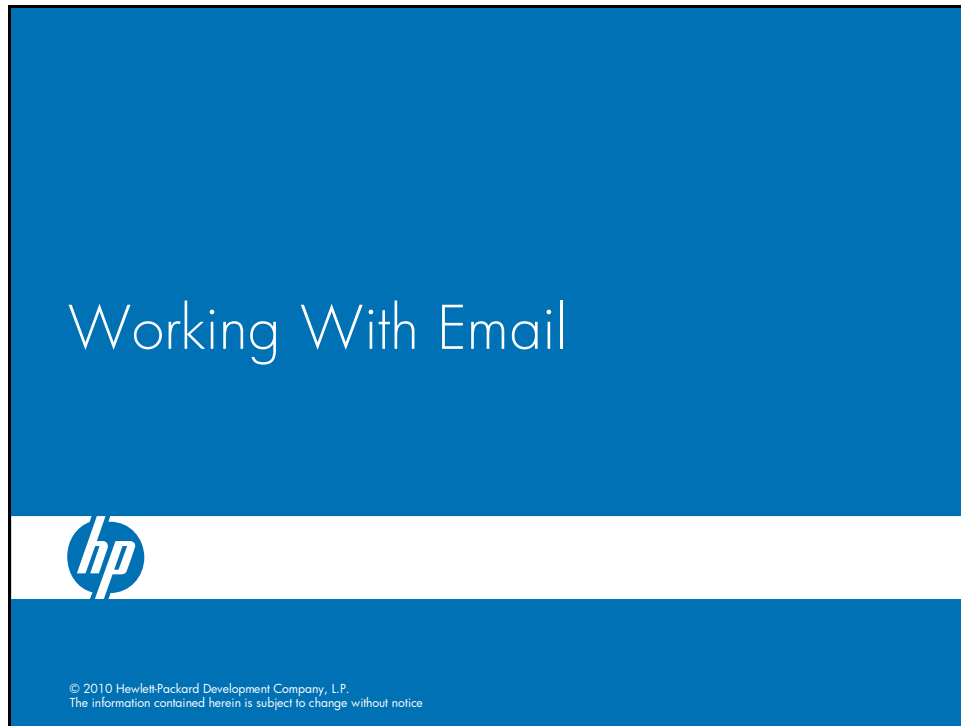 Working With Email
hp
© 2010 Hewlett-Packard Development Company, L.P.
The information contained herein is subject to change without notice